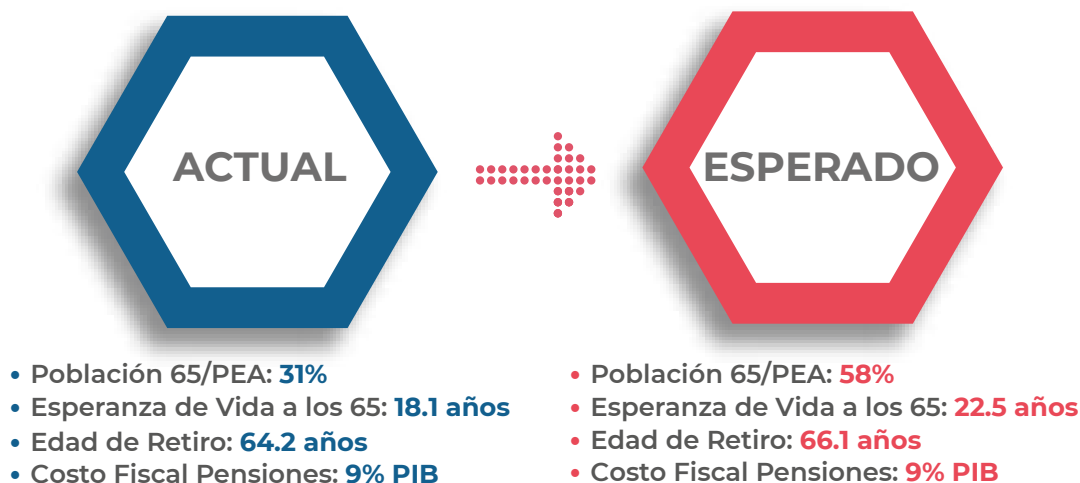 ACTUAL
• Población 65/PEA: 31%
• Esperanza de Vida a los 65: 18.1 años
• Edad de Retiro: 64.2 años
• Costo Fiscal Pensiones: 9% PIB
ESPERADO
• Población 65/PEA: 58%
• Esperanza de Vida a los 65: 22.5 años
• Edad de Retiro: 66.1 años
• Costo Fiscal Pensiones: 9% PIB